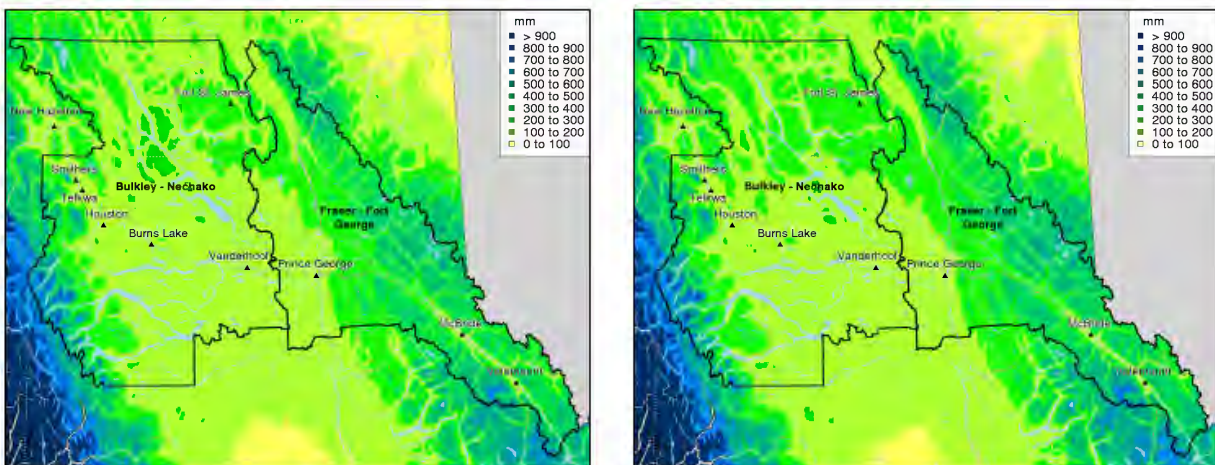 mm
> 900
800 to 900
700 to 800
600 to 700
500 to 600
400 to 500
300 to 400
200 to 300
100 to 200
0 to 100
Fort St. James
New Hazelton
Smithers
Bulkley - Nechako
Telkwa
Houston
Fraser - Fort
George
Burns Lake
Vanderhoof
Prince George
McBride
Valemount
mm
> 900
800 to 900
700 to 800
600 to 700
500 to 600
400 to 500
300 to 400
200 to 300
100 to 200
0 to 100
Fort St. James
New Hazelton
Smithers
Bulkley - Nechako
Telkwa
Houston
Fraser - Fort
George
Burns Lake
Vanderhoof
Prince George
McBride
Valemount